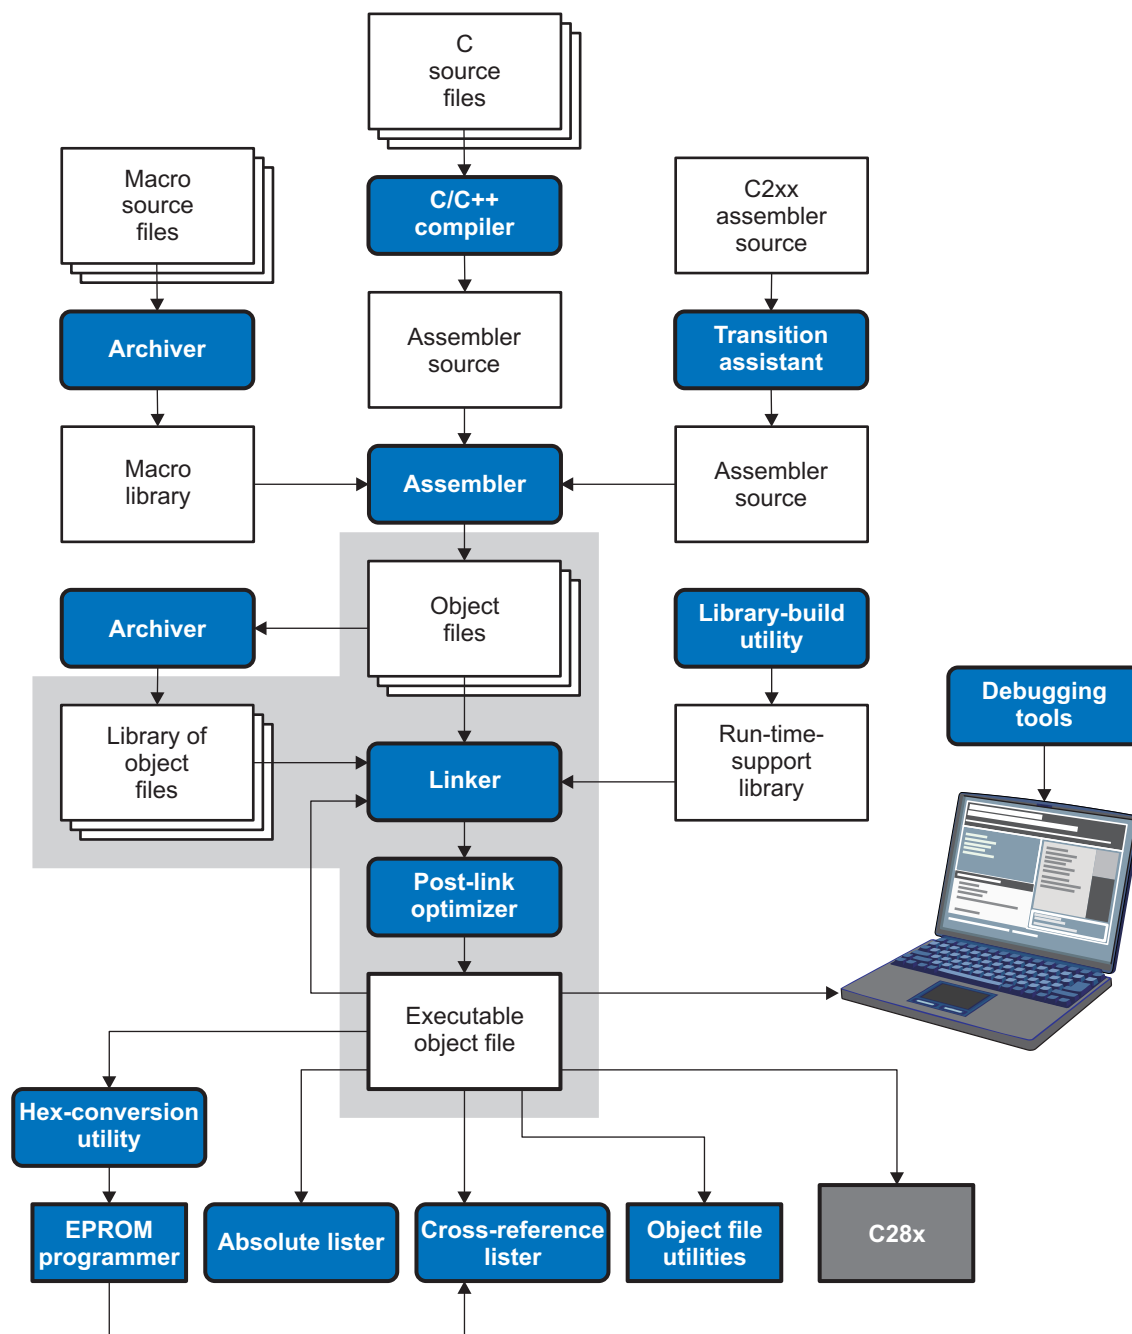 C
source
files
Macro
source
files
C/C++
compiler
C2xx
assembler
source
Archiver
Assembler
source
Transition
assistant
Macro
library
Assembler
Assembler
source
Archiver
Object
files
Library-build
utility
Debugging
tools
Library of
object
files
Linker
Run-time-
support
library
Post-link
optimizer
Executable
object file
Hex-conversion
utility
EPROM
programmer
Absolute lister
Cross-reference
lister
Object file
utilities
C28x